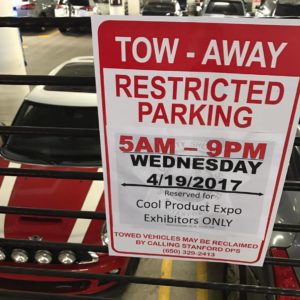 TOW - AWAY
RESTRICTED
PARKING
5AM – 9PM
WEDNESDAY
4/19/2017
Reserved for
Cool Product Expo
Exhibitors ONLY
TOWED VEHICLES MAY BE RECLAIMED
BY CALLING STANFORD DPS
(650) 329-2413